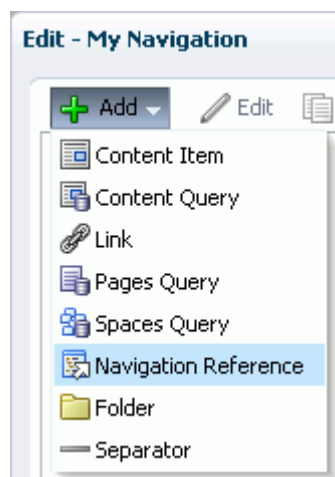 Edit - My Navigation
Add Edit
Content Item
Content Query
Link
Pages Query
Spaces Query
Navigation Reference
Folder
Separator